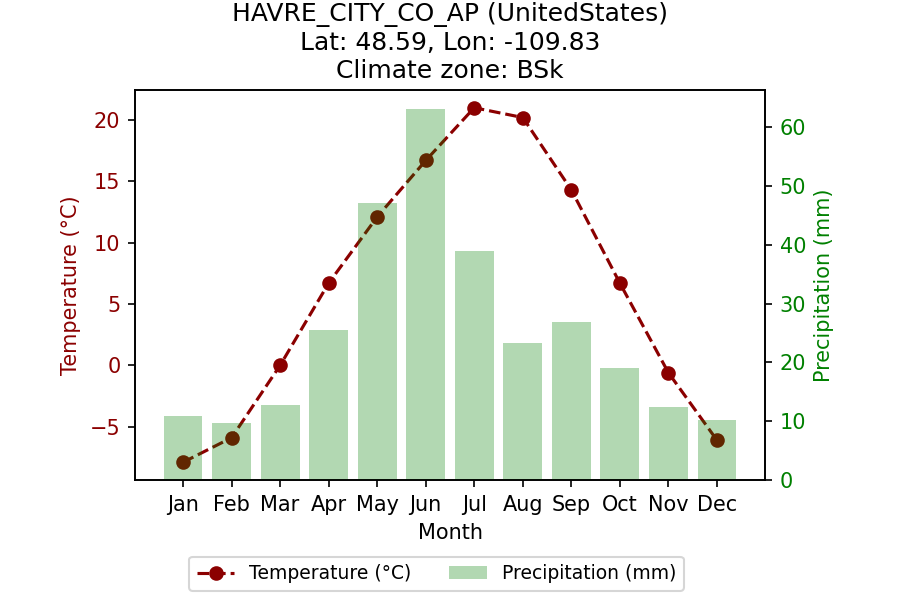 HAVRE_CITY_CO_AP (UnitedStates)
Lat: 48.59, Lon: -109.83
Climate zone: BSk
20
15
10
5
0
−5
Temperature (°C)
60
50
40
30
20
10
0
Precipitation (mm)
Jan Feb Mar Apr May Jun Jul Aug Sep Oct Nov Dec
Month
Temperature (°C) Precipitation (mm)